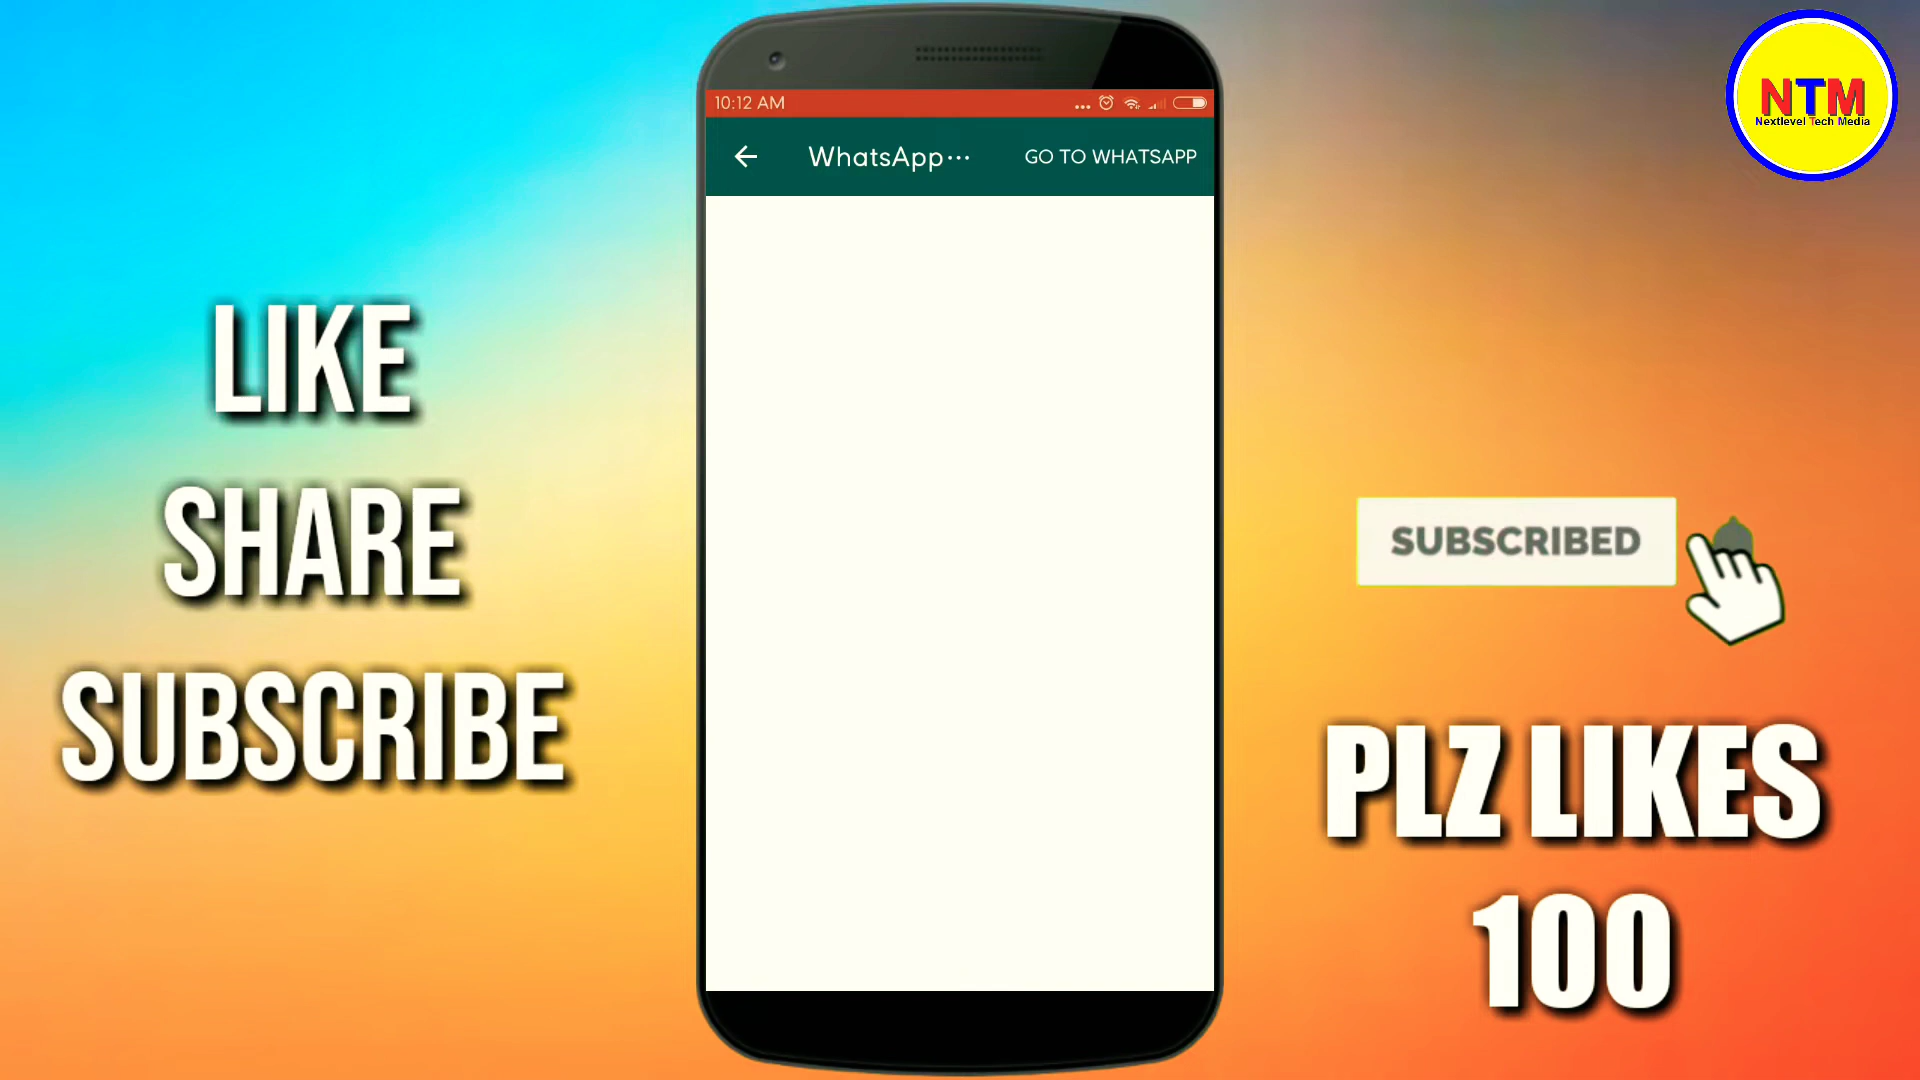 NTM
Nextlevel Tech Media
10:12 AM
WhatsApp... GO TO WHATSAPP
LIKE
SHARE
SUBSCRIBE
SUBSCRIBED
PLZ LIKES
100